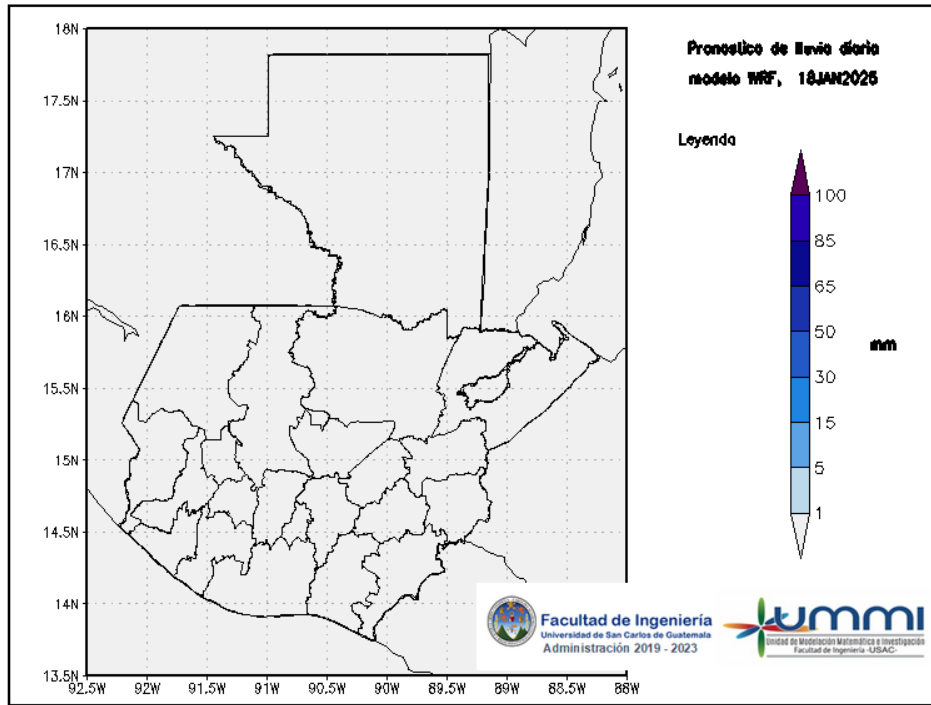 Pronostico de lluvia diaria
modelo WRF, 18JAN2025
Leyenda
100
85
65
50
30
15
5
1
mm
18N
17.5N
17N
16.5N
16N
15.5N
15N
14.5N
14N
13.5N
92.5W
92W
91.5W
91W
90.5W
90W
89.5W
89W
88.5W
88W
Facultad de Ingeniería
Universidad de San Carlos de Guatemala
Administración 2019 - 2023
UMMI
Unidad de Modelación Matemática e Investigación
Facultad de Ingeniería -USAC-